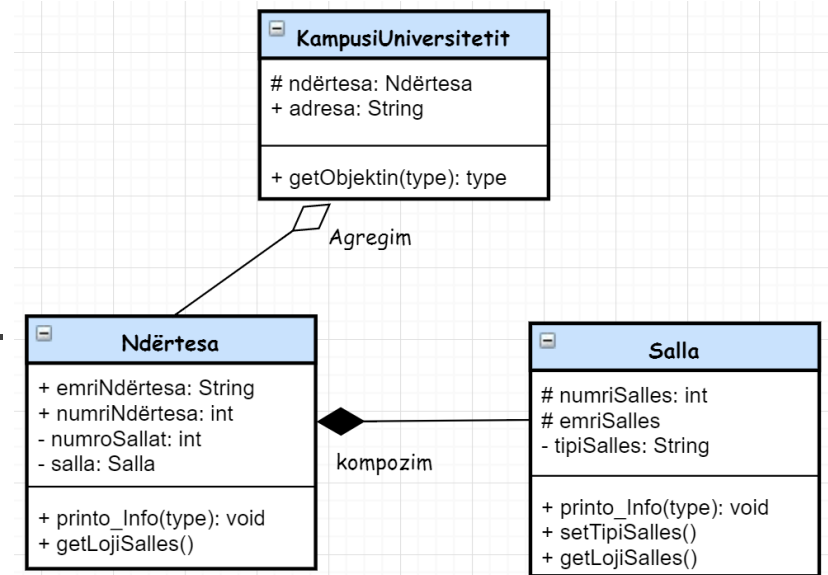 KampusiUniversitetit
# ndërtesa: Ndërtesa
+ adresa: String
+ getObjektin(type): type
Agregim
Ndërtesa
+ emriNdërtesa: String
+ numriNdërtesa: int
- numroSallat: int
- salla: Salla
+ printo_Info(type): void
+ getLojiSalles()
kompozim
Salla
# numriSalles: int
# emriSalles
- tipiSalles: String
+ printo_Info(type): void
+ setTipiSalles()
+ getLojiSalles()